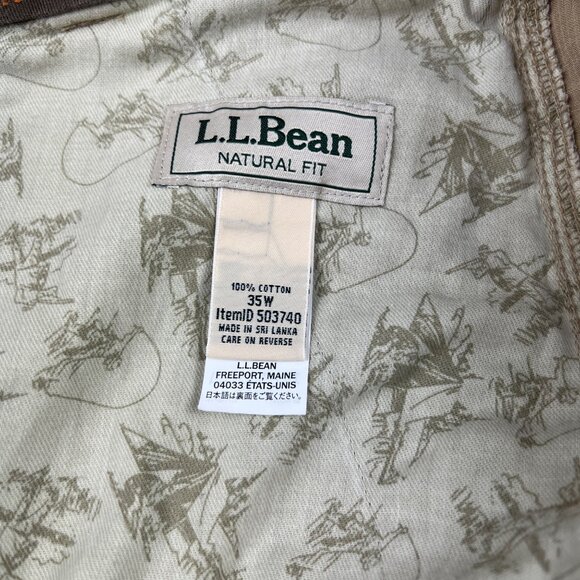 L.L.Bean
NATURAL FIT
100% COTTON
35W
ItemID 503740
MADE IN SRI LANKA
CARE ON REVERSE
L.L.BEAN
FREEPORT, MAINE
04033 ÉTATS-UNIS
日本語は裏面をご覧ください。